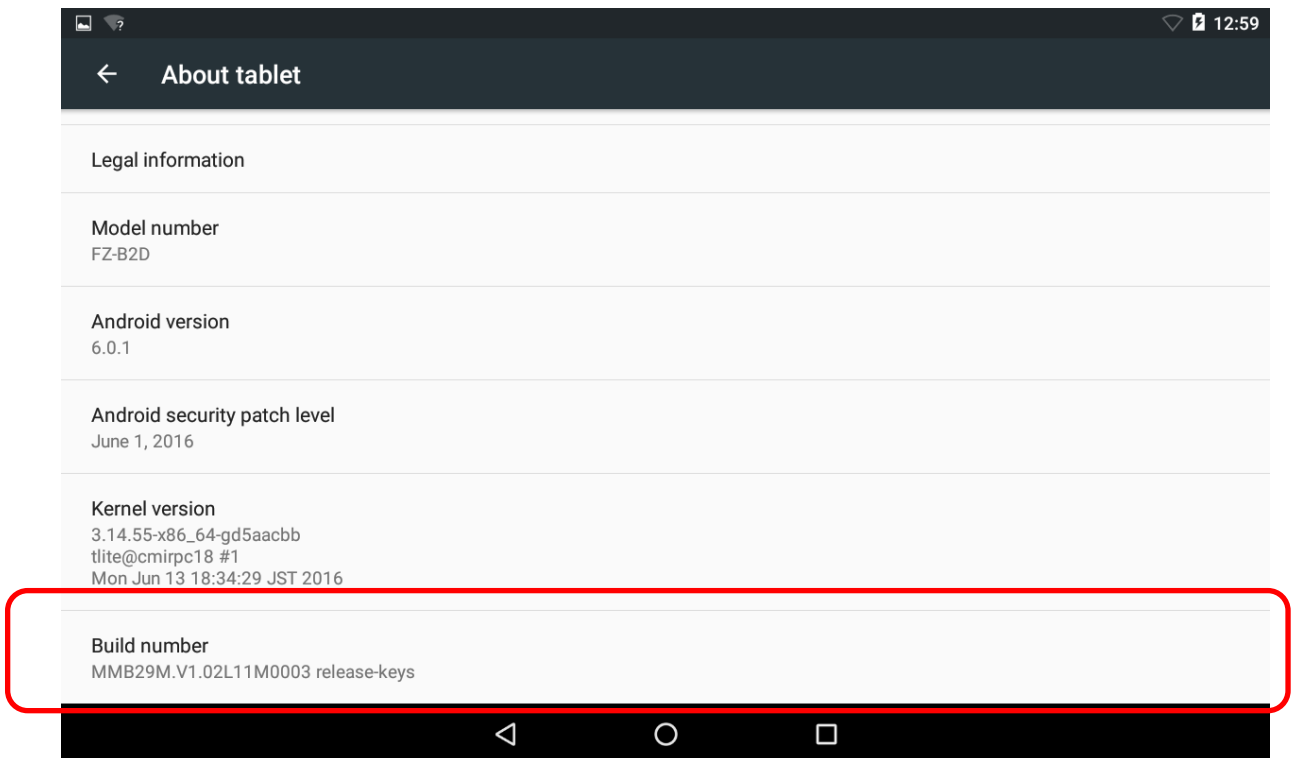 12:59
About tablet
Legal information
Model number
FZ-B2D
Android version
6.0.1
Android security patch level
June 1, 2016
Kernel version
3.14.55-x86_64-gd5aacbb
tlite@cmirpc18 #1
Mon Jun 13 18:34:29 JST 2016
Build number
MMB29M.V1.02L11M0003 release-keys